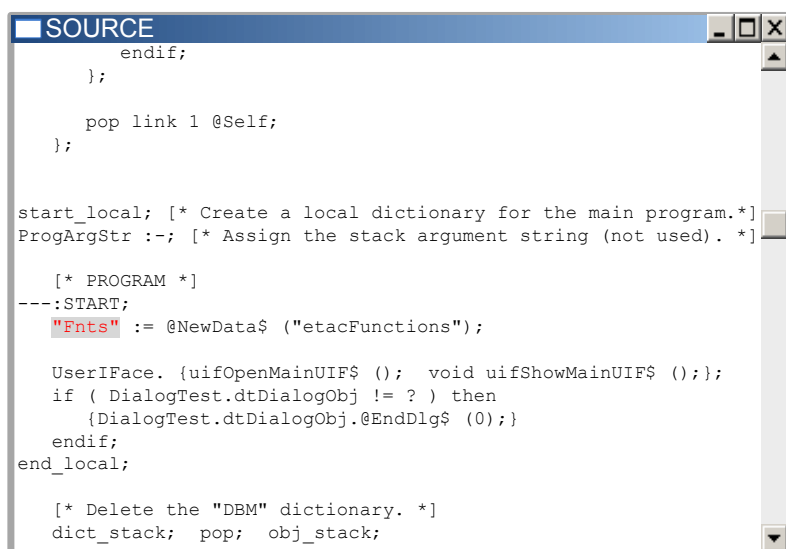 SOURCE
endif;
};
pop link 1 @Self;
};
start_local; [* Create a local dictionary for the main program.*]
ProgArgStr :-; [* Assign the stack argument string (not used). *]
[* PROGRAM *]
---:START;
"Fnts" := @NewData$ ("etacFunctions");
UserIFace. {uifOpenMainUIF$ ();  void uifShowMainUIF$ ();};
if ( DialogTest.dtDialogObj != ? ) then
{DialogTest.dtDialogObj.@EndDlg$ (0);}
endif;
end_local;
[* Delete the "DBM" dictionary. *]
dict_stack;  pop;  obj_stack;